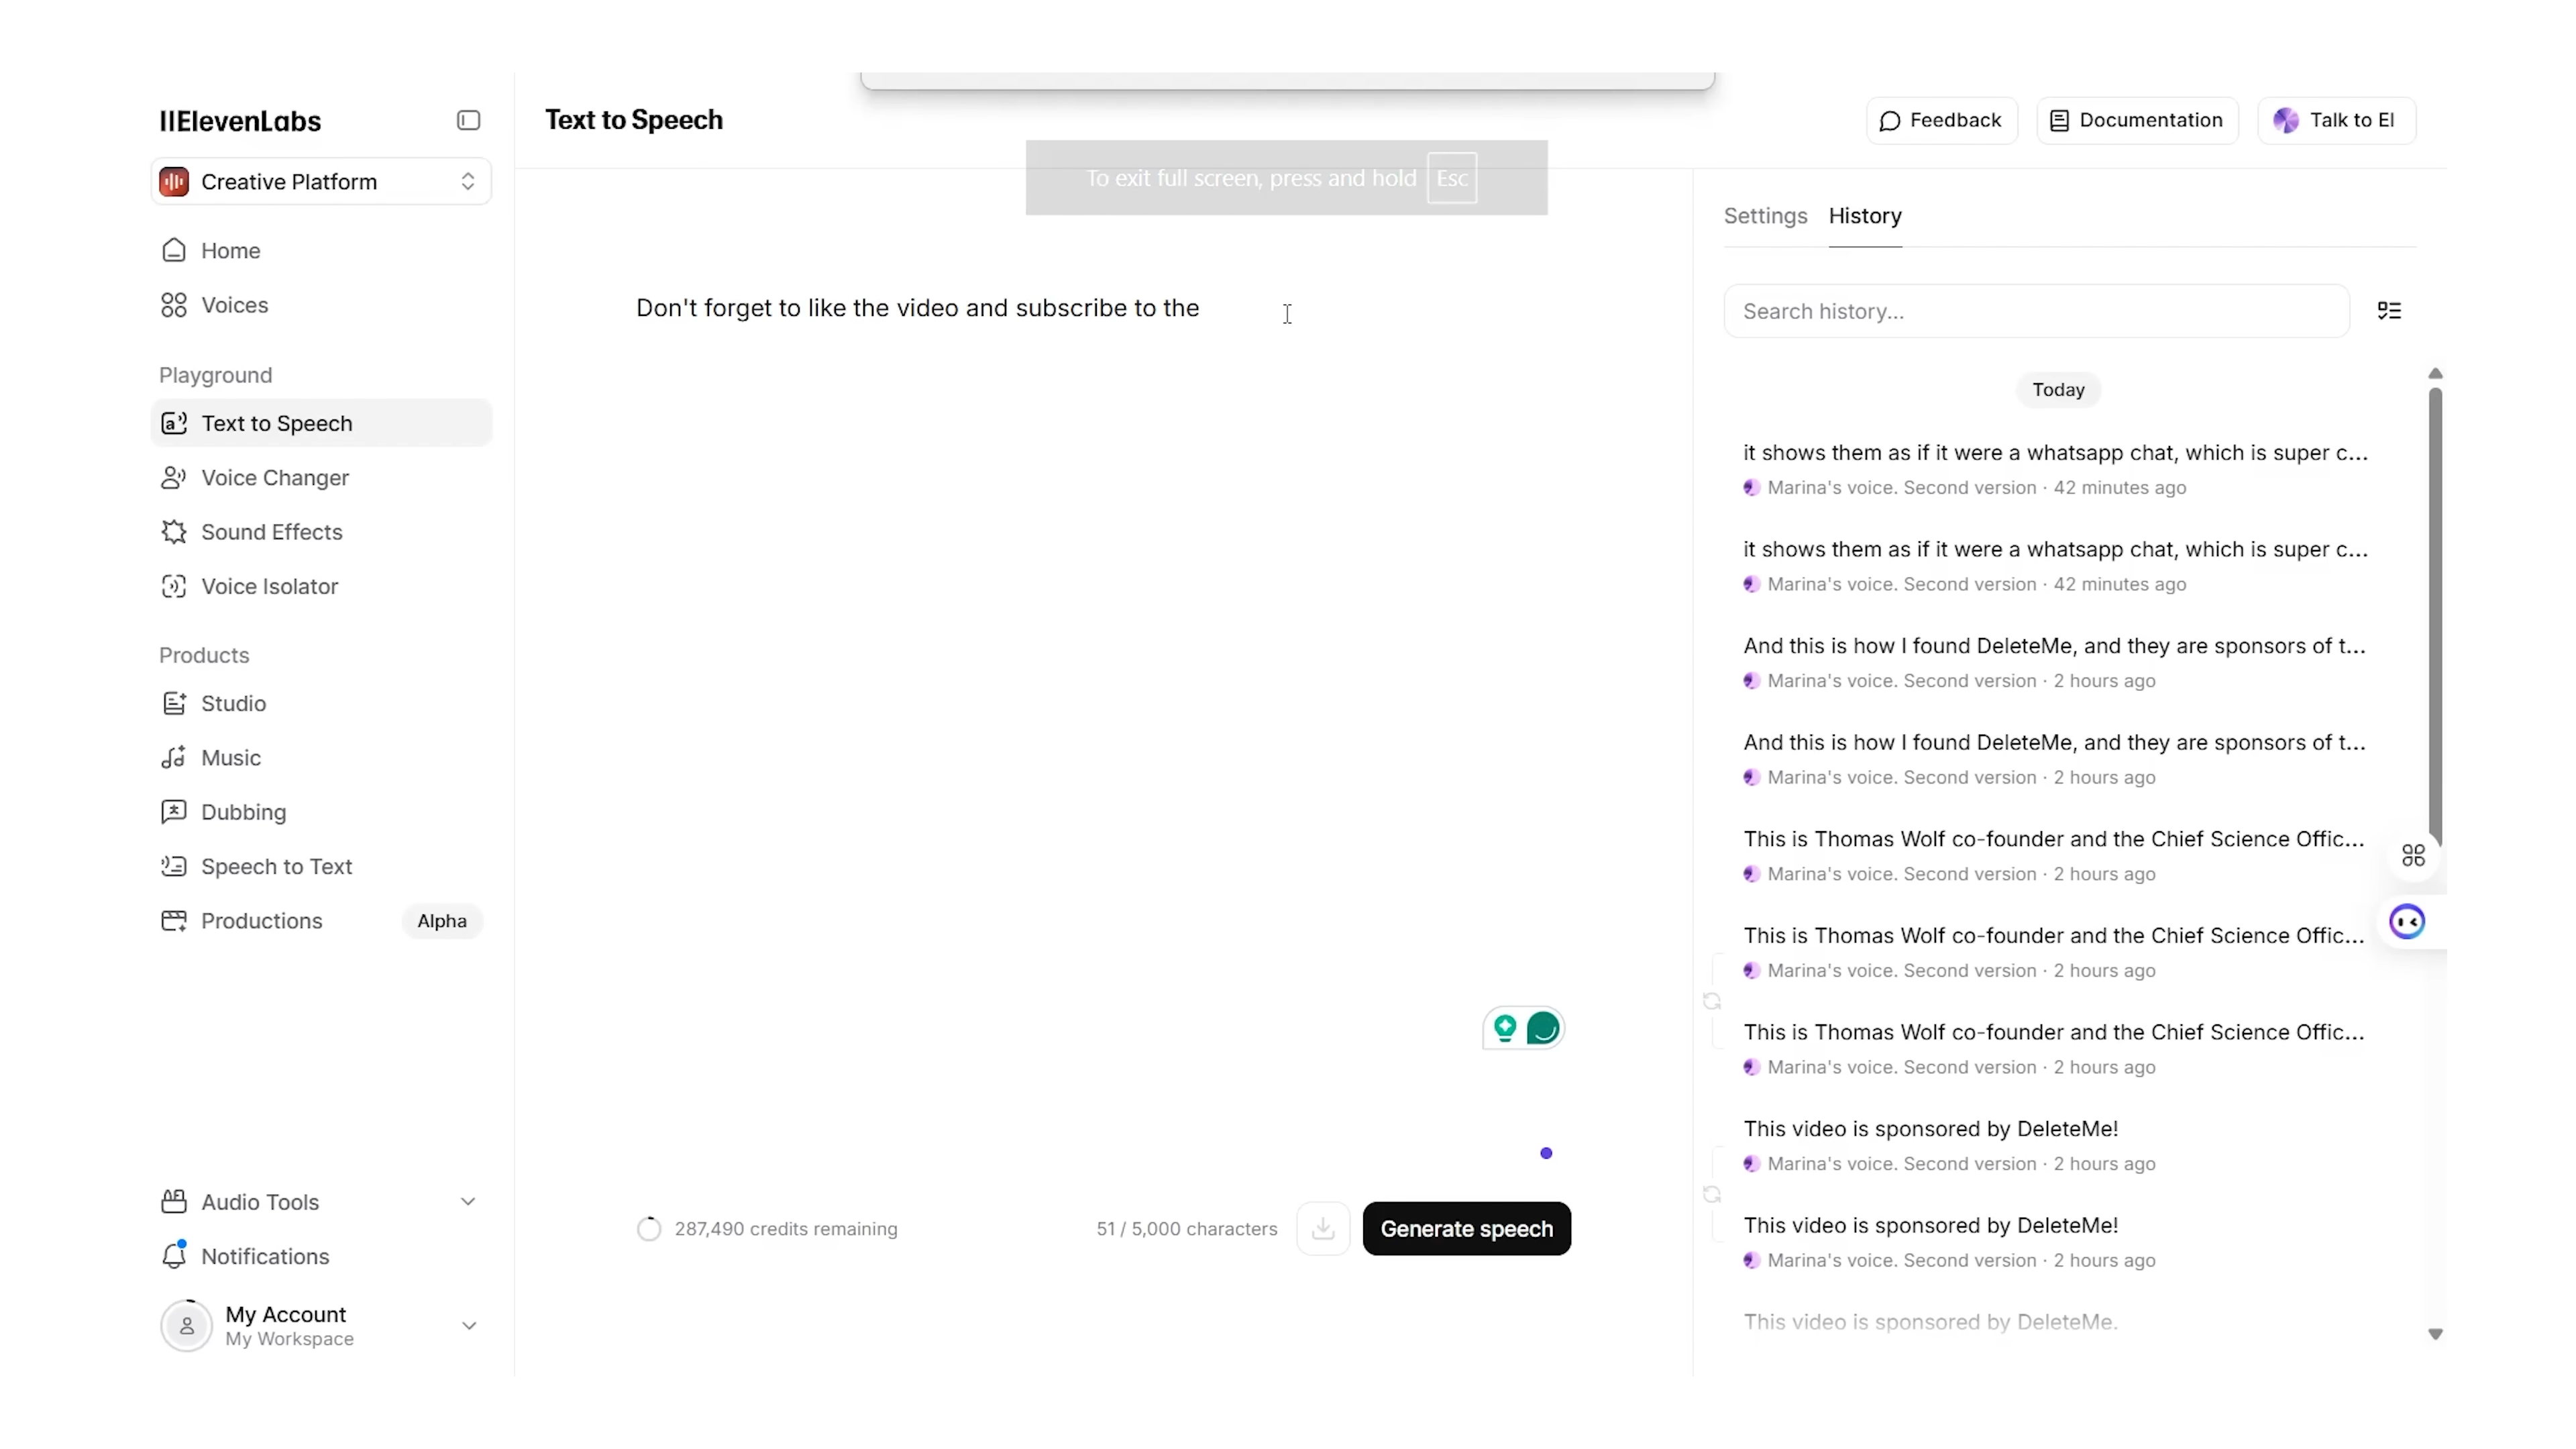 IIElevenLabs
Creative Platform
Home
Voices
Playground
Text to Speech
Voice Changer
Sound Effects
Voice Isolator
Products
Studio
Music
Dubbing
Speech to Text
Productions
Alpha
Audio Tools
Notifications
My Account
My Workspace
Text to Speech
To exit full screen, press and hold Esc
Feedback
Documentation
Talk to El
Don't forget to like the video and subscribe to the
287,490 credits remaining
51 / 5,000 characters
Generate speech
Settings
History
Search history...
Today
it shows them as if it were a whatsapp chat, which is super c...
Marina's voice. Second version · 42 minutes ago
it shows them as if it were a whatsapp chat, which is super c...
Marina's voice. Second version · 42 minutes ago
And this is how I found DeleteMe, and they are sponsors of t...
Marina's voice. Second version · 2 hours ago
And this is how I found DeleteMe, and they are sponsors of t...
Marina's voice. Second version · 2 hours ago
This is Thomas Wolf co-founder and the Chief Science Offic...
Marina's voice. Second version · 2 hours ago
This is Thomas Wolf co-founder and the Chief Science Offic...
Marina's voice. Second version · 2 hours ago
This is Thomas Wolf co-founder and the Chief Science Offic...
Marina's voice. Second version · 2 hours ago
This video is sponsored by DeleteMe!
Marina's voice. Second version · 2 hours ago
This video is sponsored by DeleteMe!
Marina's voice. Second version · 2 hours ago
This video is sponsored by DeleteMe.